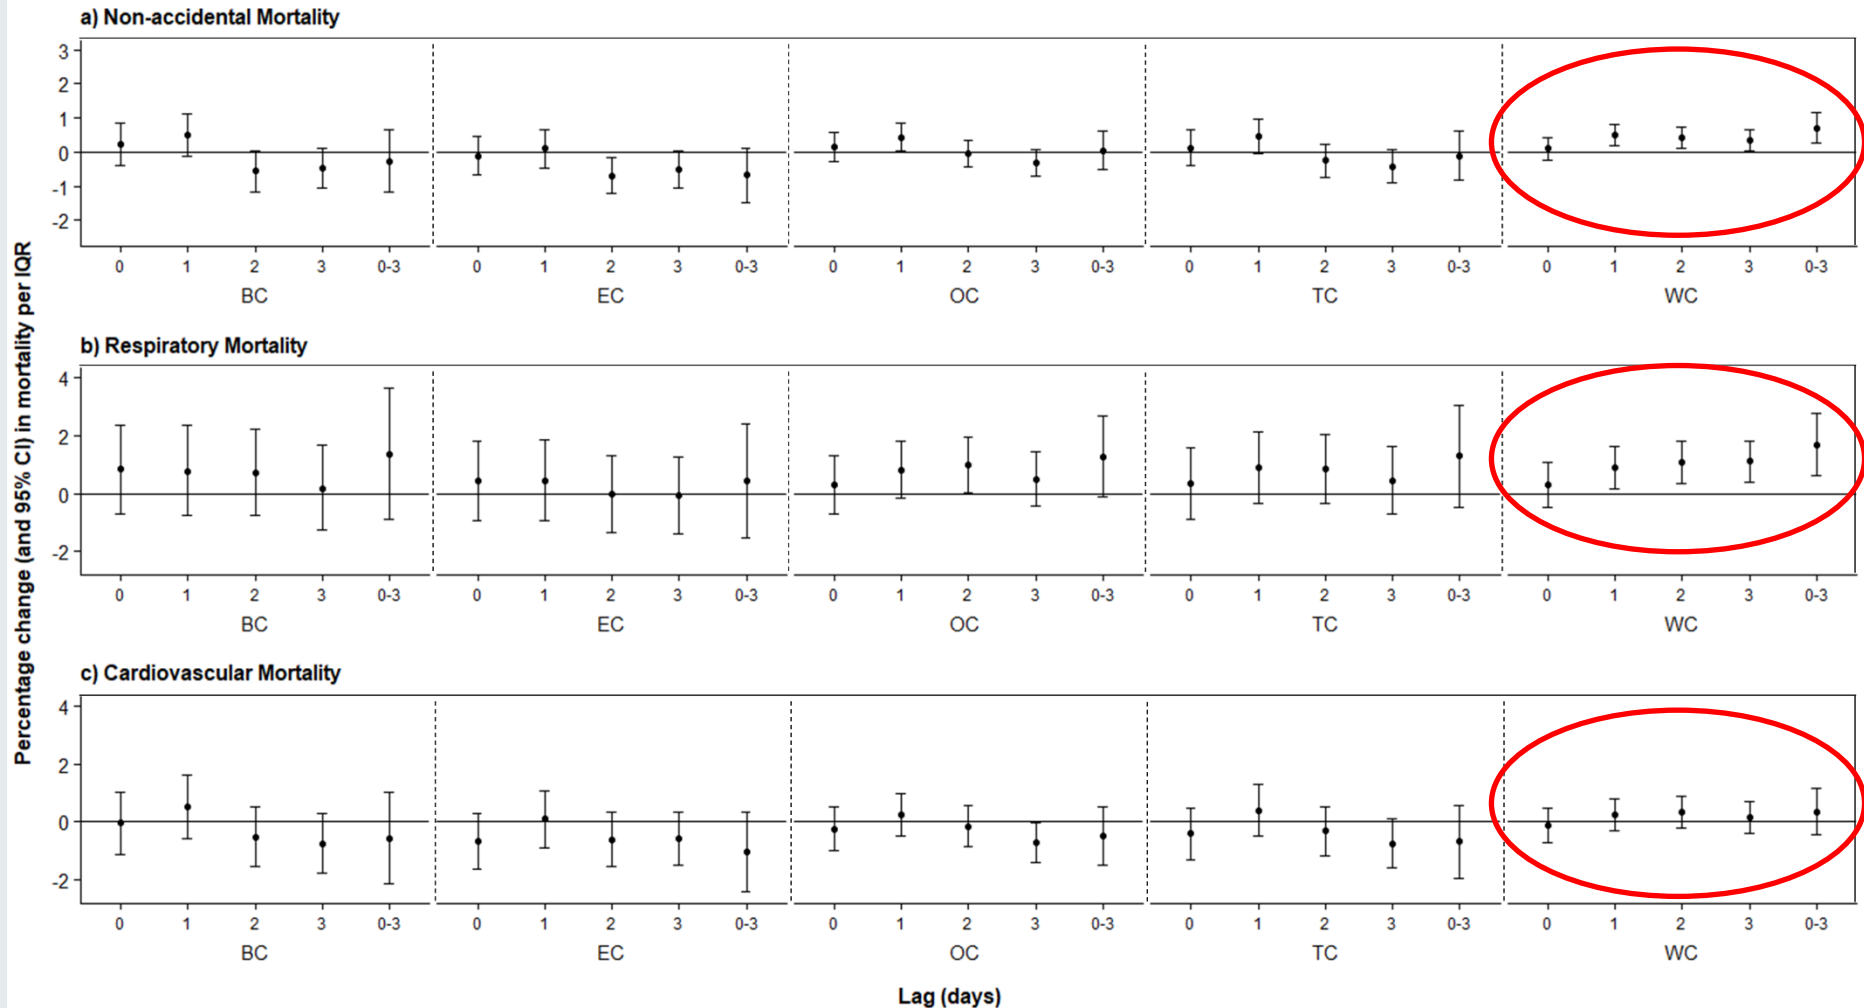 a) Non-accidental Mortality
3
2
1
0
-1
-2
0 1 2 3 0-3 0 1 2 3 0-3 0 1 2 3 0-3 0 1 2 3 0-3 0 1 2 3 0-3
BC EC OC TC WC
Percentage change (and 95% CI) in mortality per IQR
b) Respiratory Mortality
4
2
0
-2
0 1 2 3 0-3 0 1 2 3 0-3 0 1 2 3 0-3 0 1 2 3 0-3 0 1 2 3 0-3
BC EC OC TC WC
c) Cardiovascular Mortality
4
2
0
-2
0 1 2 3 0-3 0 1 2 3 0-3 0 1 2 3 0-3 0 1 2 3 0-3 0 1 2 3 0-3
BC EC OC TC WC
Lag (days)